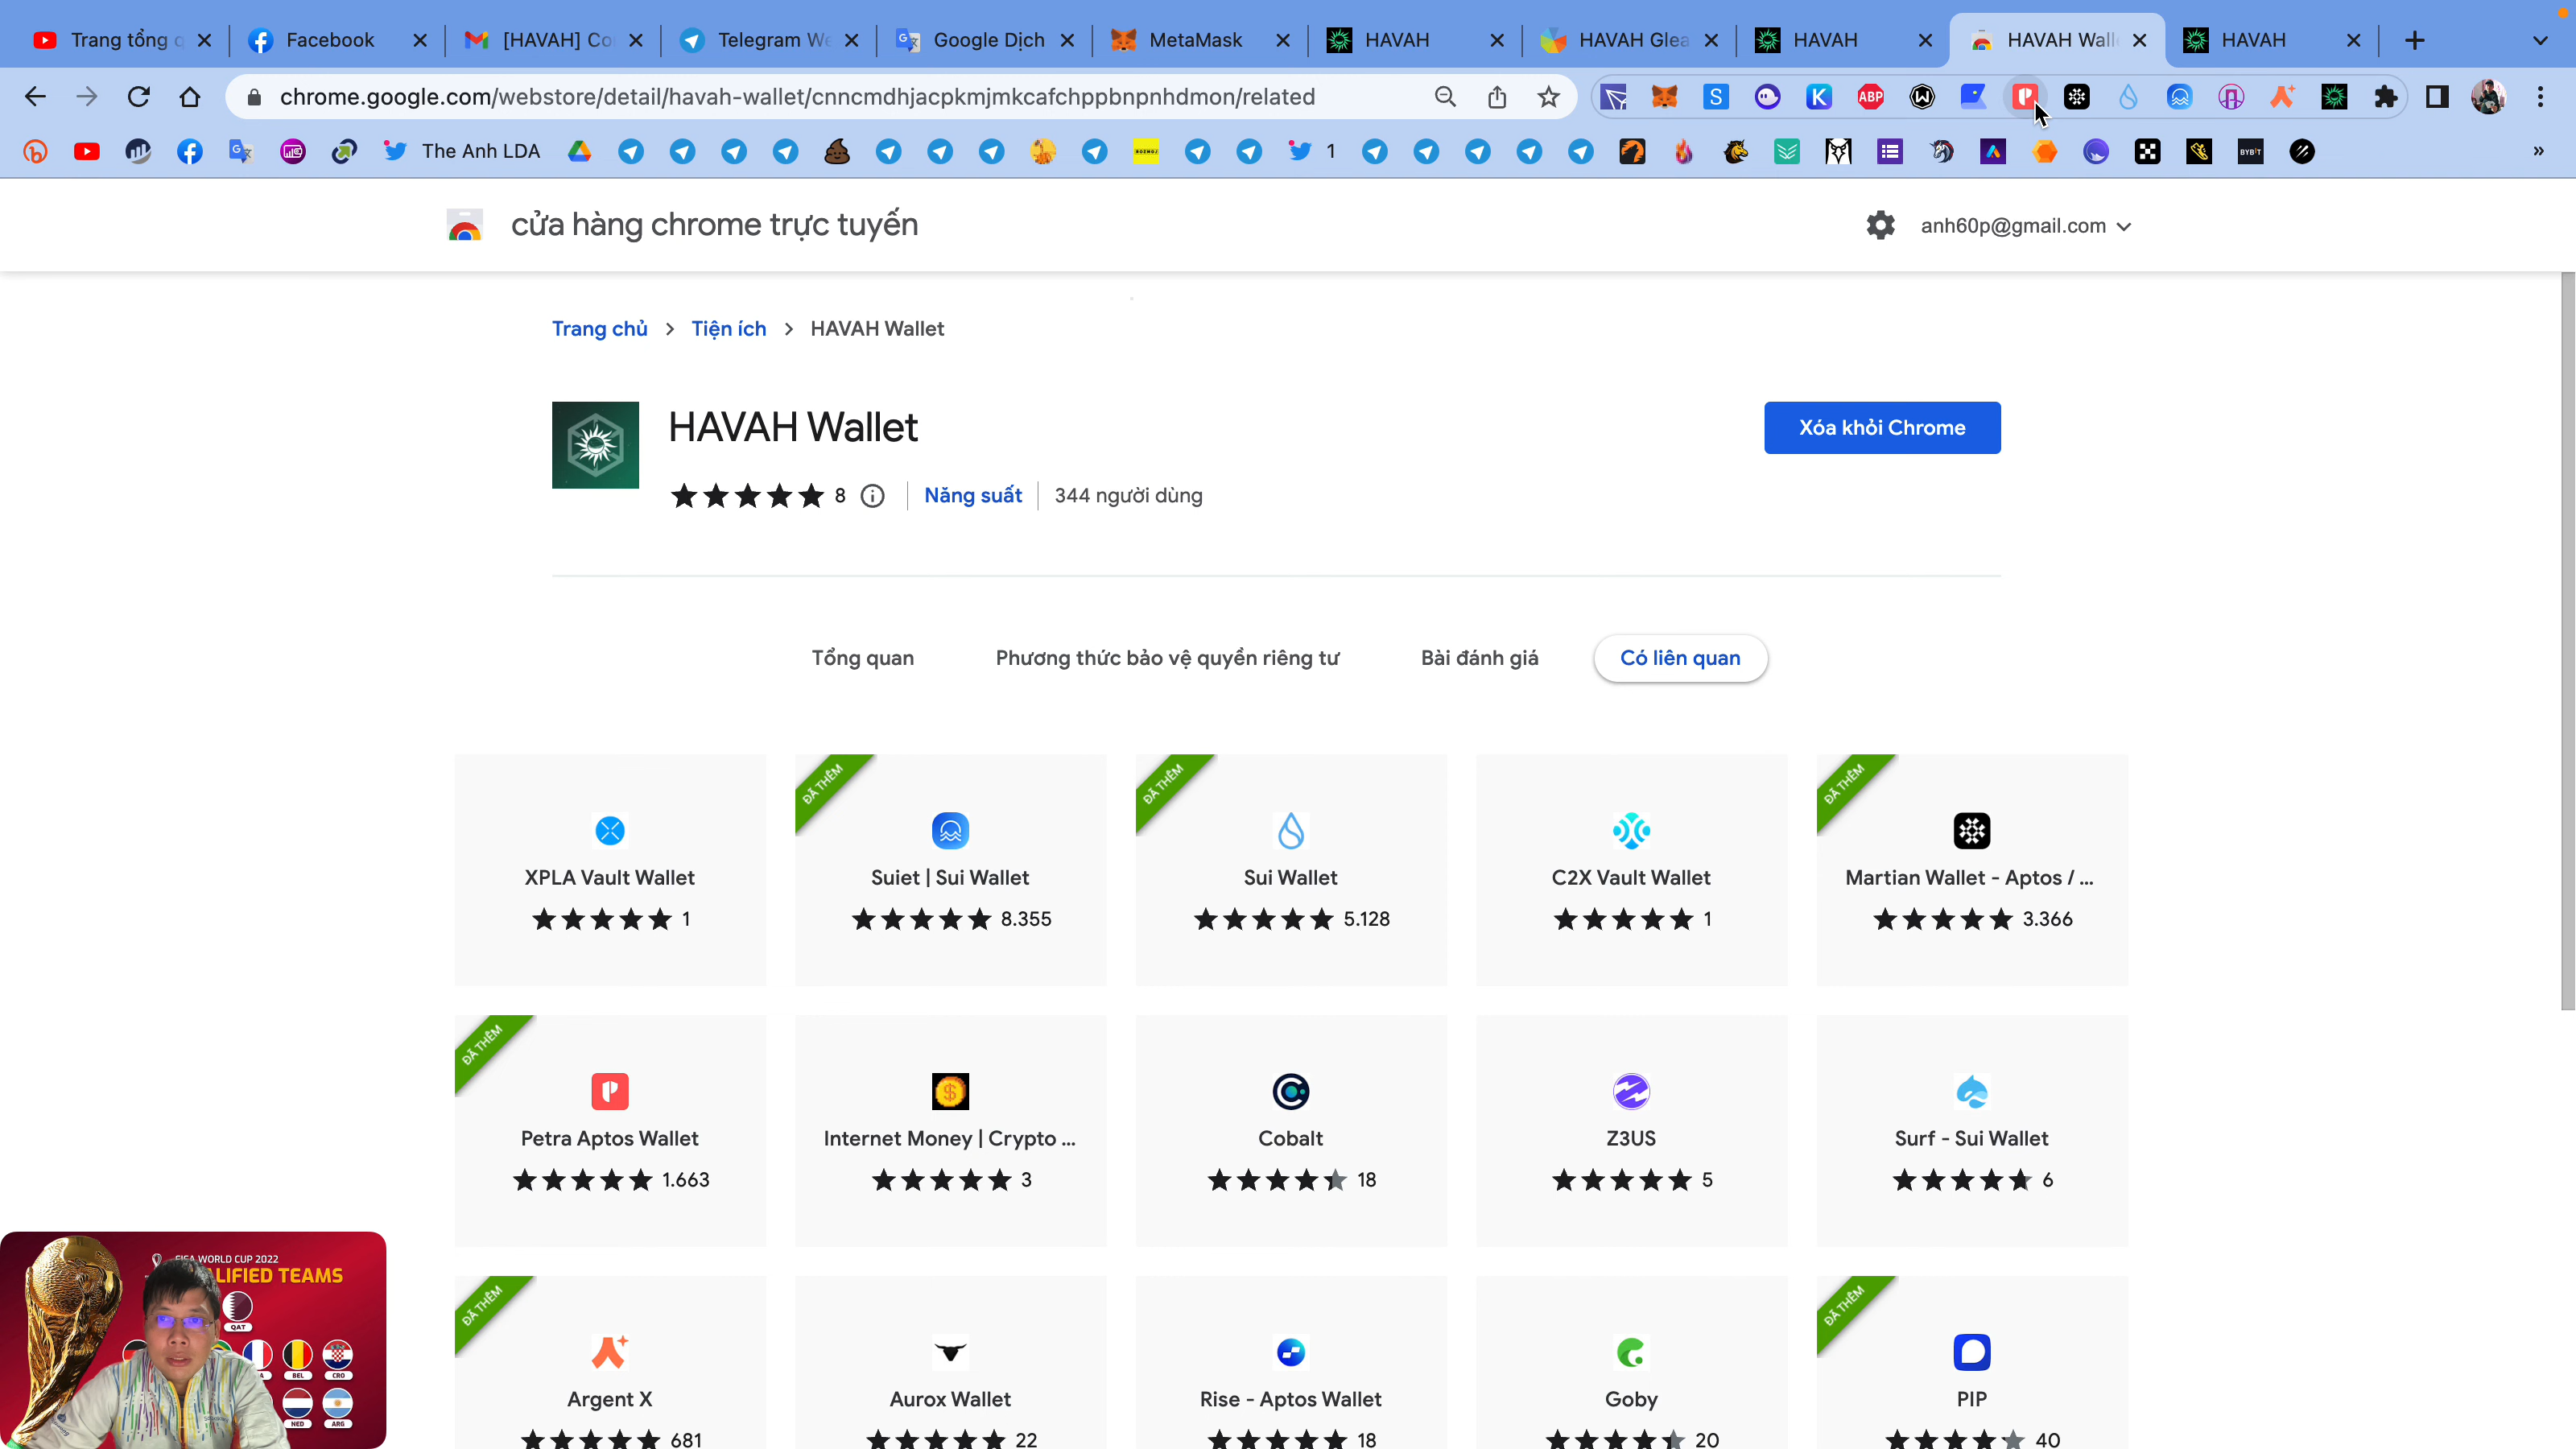 Trang tổng q
Facebook
[HAVAH] Co
Telegram We
Google Dịch
MetaMask
HAVAH
HAVAH Glea
HAVAH
HAVAH Wall
HAVAH
chrome.google.com/webstore/detail/havah-wallet/cnncmdhjacpkmjmkcafchppbnpnhdmon/related
The Anh LDA
1
cửa hàng chrome trực tuyến
anh60p@gmail.com
Trang chủ
Tiện ích
HAVAH Wallet
HAVAH Wallet
Xóa khỏi Chrome
8
Năng suất
344 người dùng
Tổng quan
Phương thức bảo vệ quyền riêng tư
Bài đánh giá
Có liên quan
XPLA Vault Wallet
1
ĐÃ THÊM
Suiet | Sui Wallet
8.355
ĐÃ THÊM
Sui Wallet
5.128
C2X Vault Wallet
1
ĐÃ THÊM
Martian Wallet - Aptos / ...
3.366
ĐÃ THÊM
Petra Aptos Wallet
1.663
Internet Money | Crypto ...
3
Cobalt
18
Z3US
5
Surf - Sui Wallet
6
ĐÃ THÊM
Argent X
681
Aurox Wallet
22
Rise - Aptos Wallet
18
Goby
20
ĐÃ THÊM
PIP
40
FIFA WORLD CUP 2022
LIFIED TEAMS
QAT
BEL
CRO
NED
ARG